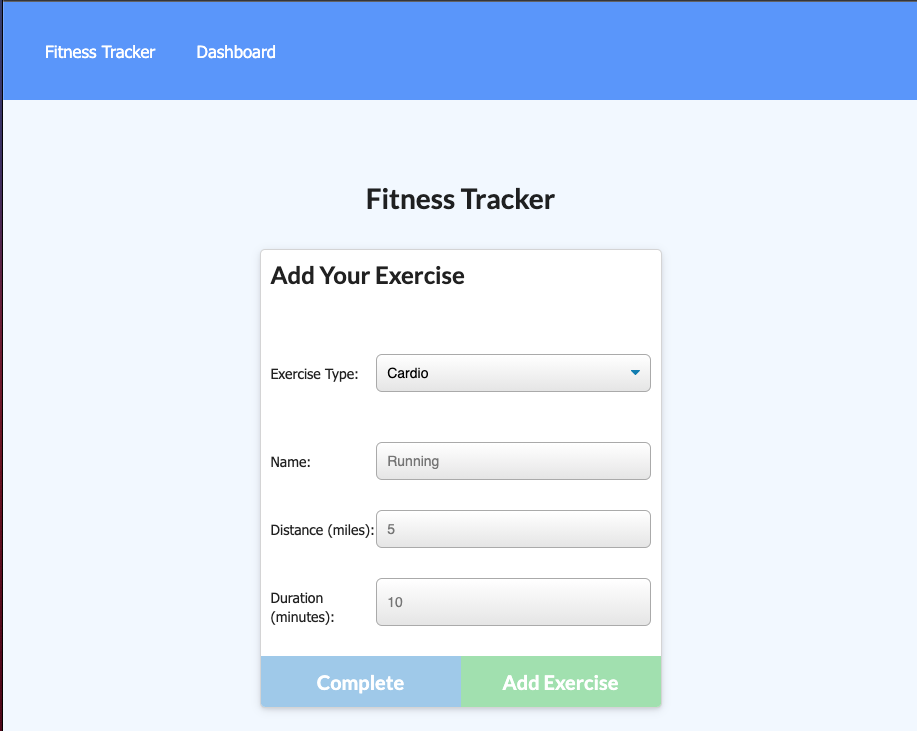 Fitness Tracker Dashboard
Fitness Tracker
Add Your Exercise
Exercise Type: Cardio
Name: Running
Distance (miles): 5
Duration
(minutes): 10
Complete Add Exercise